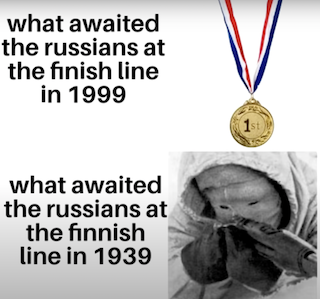 what awaited
the russians at
the finish line
in 1999
1st
what awaited
the russians at
the finnish
line in 1939